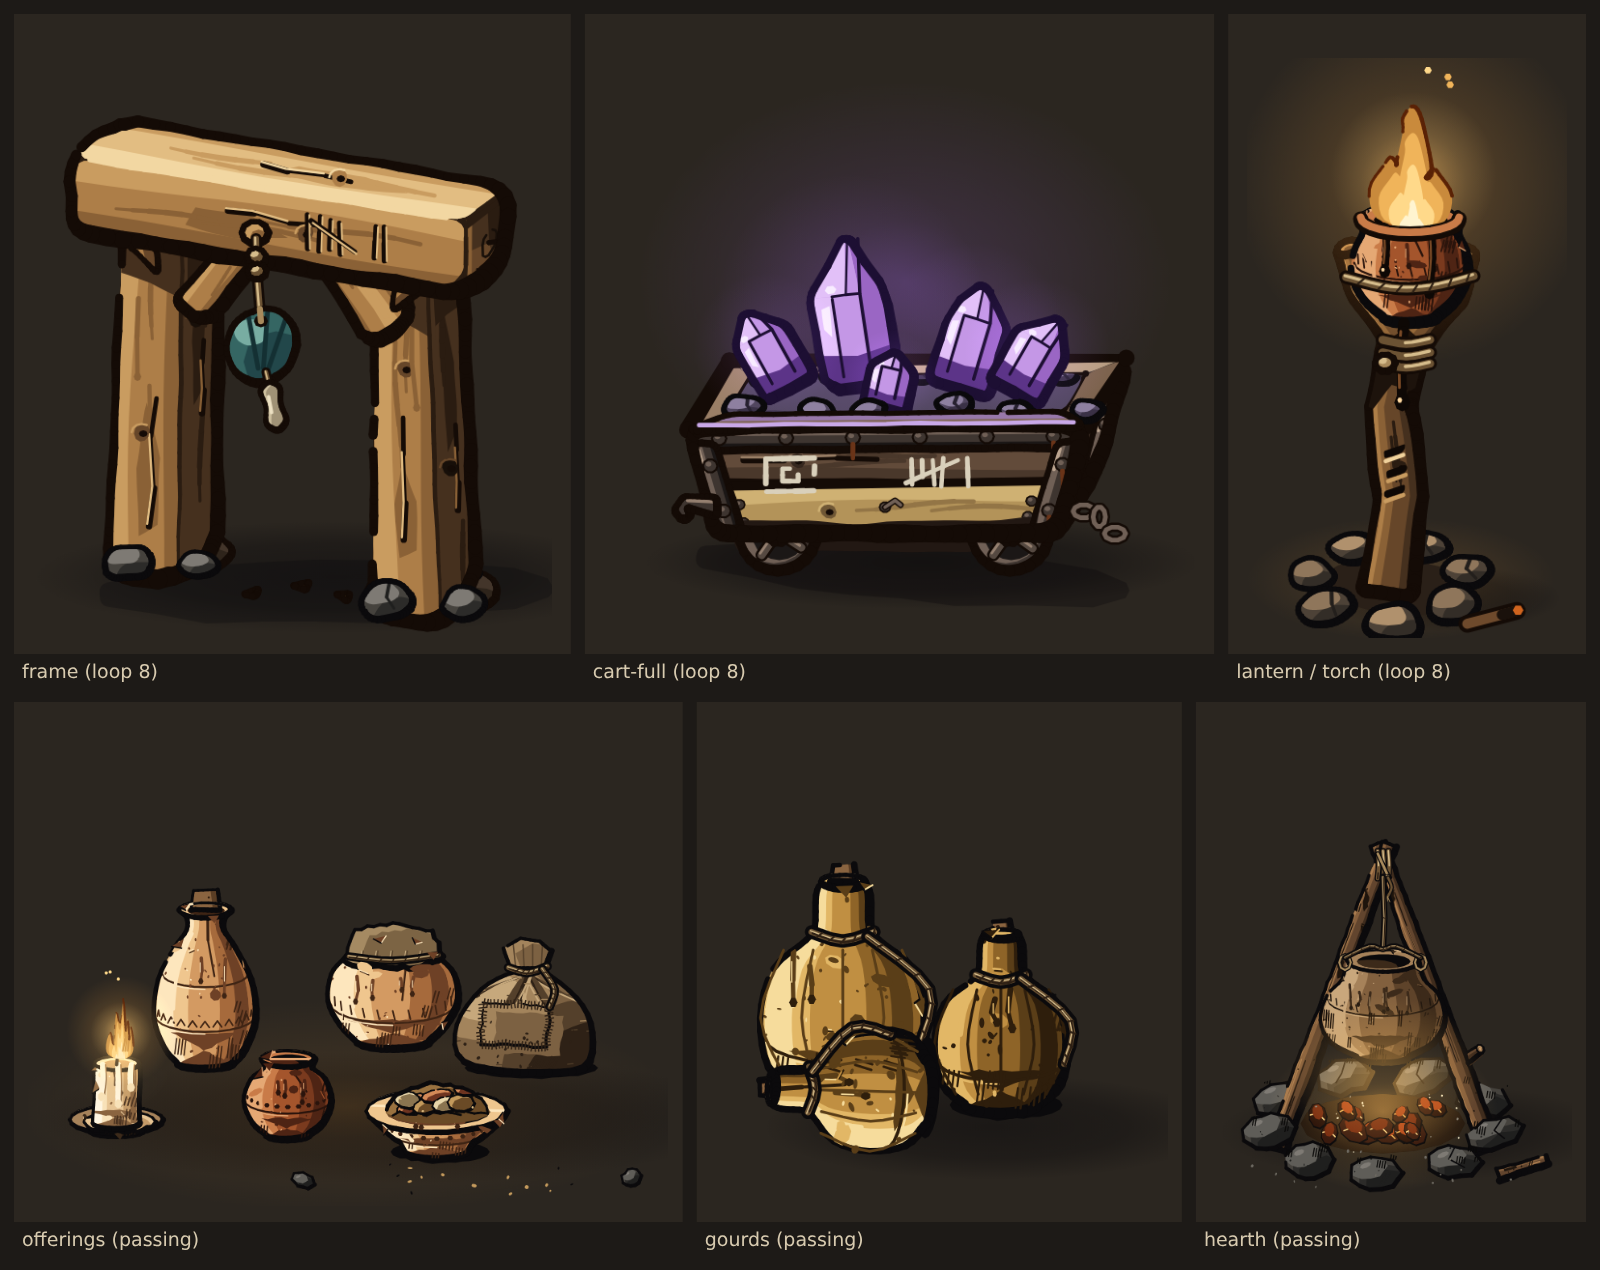 frame (loop 8)
cart-full (loop 8)
lantern / torch (loop 8)
offerings (passing)
gourds (passing)
hearth (passing)